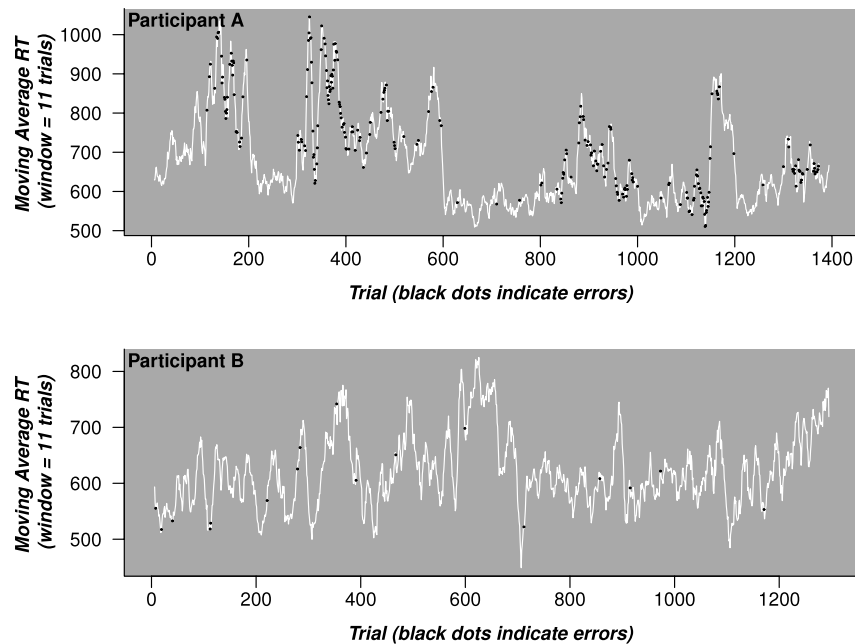 Participant A
Moving Average RT
(window = 11 trials)
1000
900
800
700
600
500
0 200 400 600 800 1000 1200 1400
Trial (black dots indicate errors)
Participant B
Moving Average RT
(window = 11 trials)
800
700
600
500
0 200 400 600 800 1000 1200
Trial (black dots indicate errors)